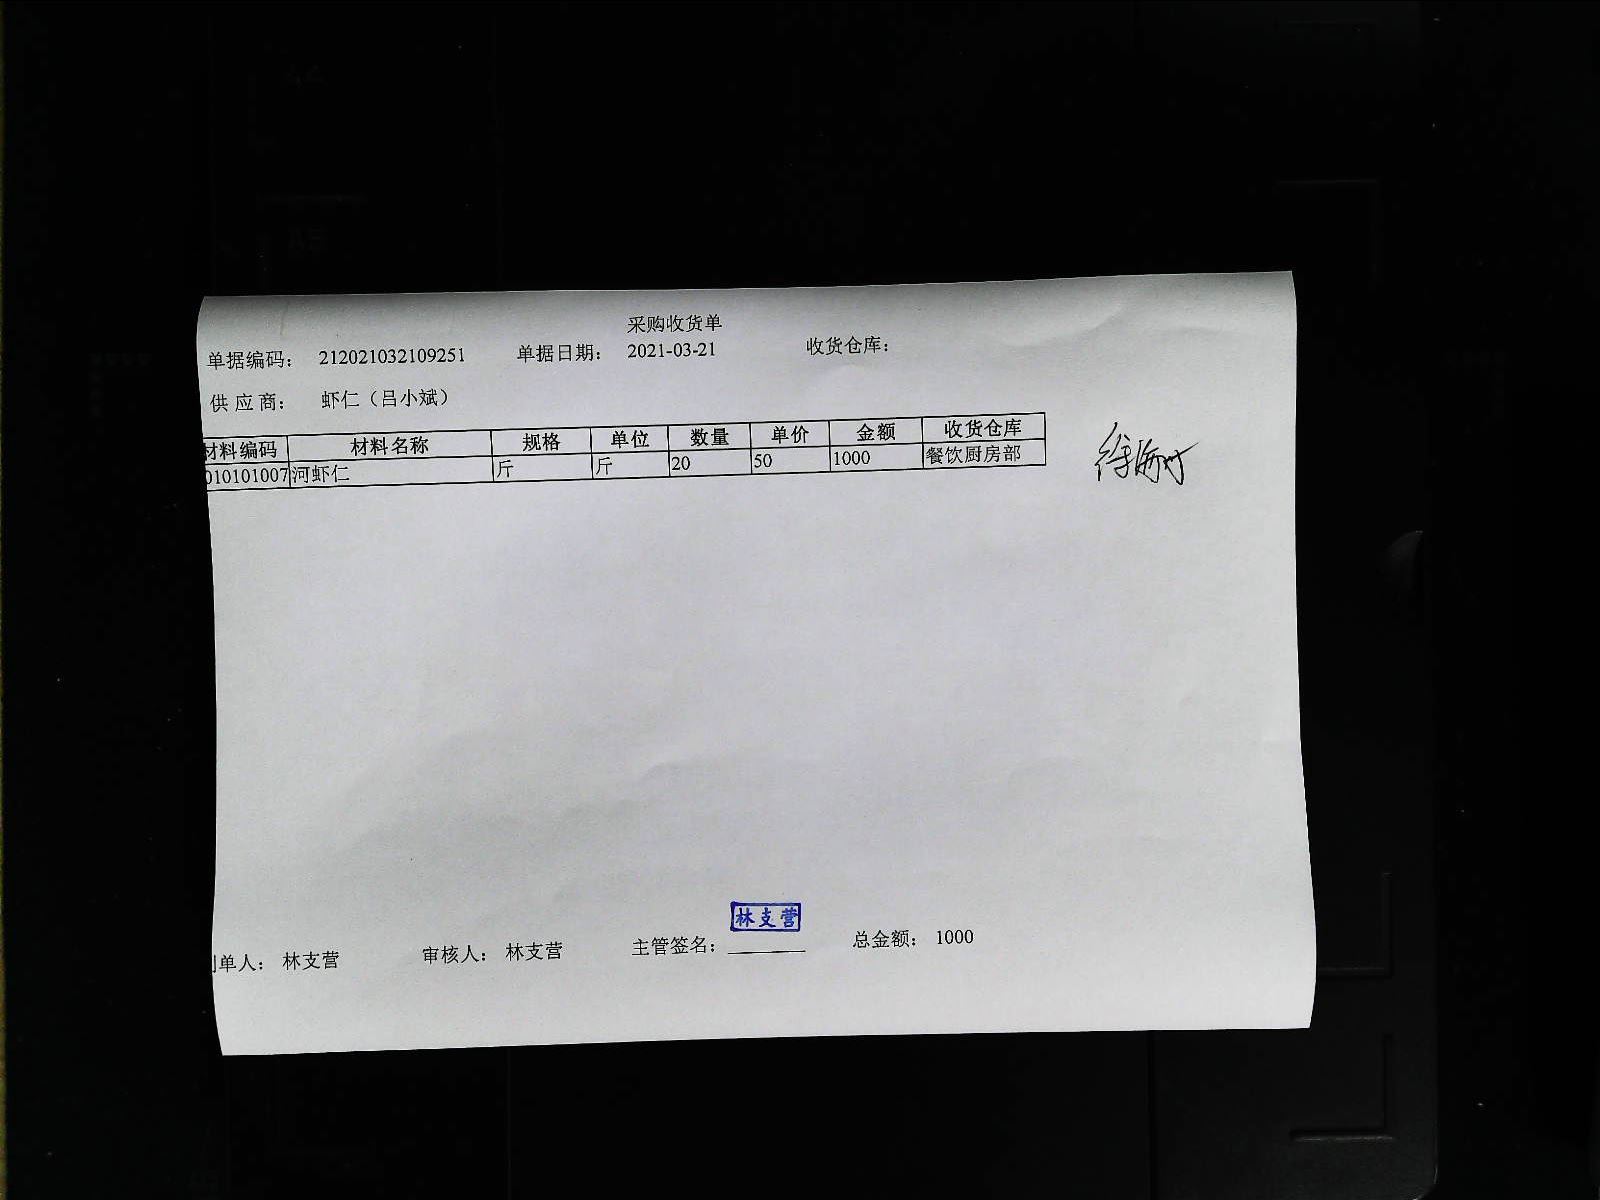 采购收货单
单据编码： 212021032109251 单据日期： 2021-03-21 收货仓库：
供 应 商： 虾仁（吕小斌）
材料编码 材料名称 规格 单位 数量 单价 金额 收货仓库
010101007 河虾仁 斤 斤 20 50 1000 餐饮厨房部
林支营
制单人： 林支营 审核人： 林支营 主管签名： 总金额： 1000